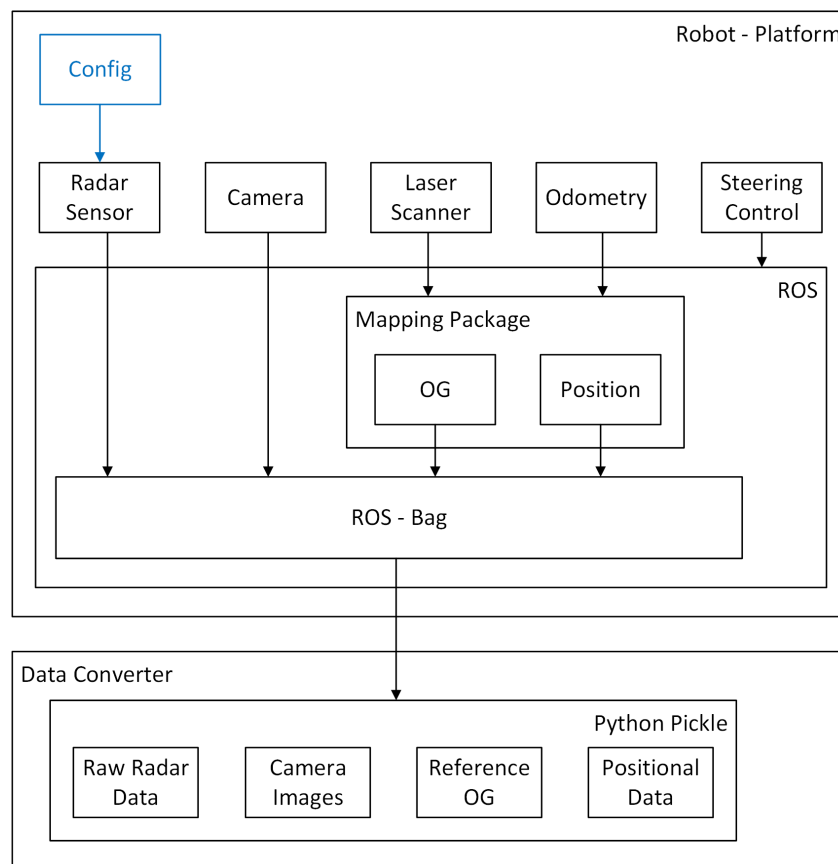 Robot - Platform
Config
Radar
Sensor
Camera
Laser
Scanner
Odometry
Steering
Control
ROS
Mapping Package
OG
Position
ROS - Bag
Data Converter
Python Pickle
Raw Radar
Data
Camera
Images
Reference
OG
Positional
Data